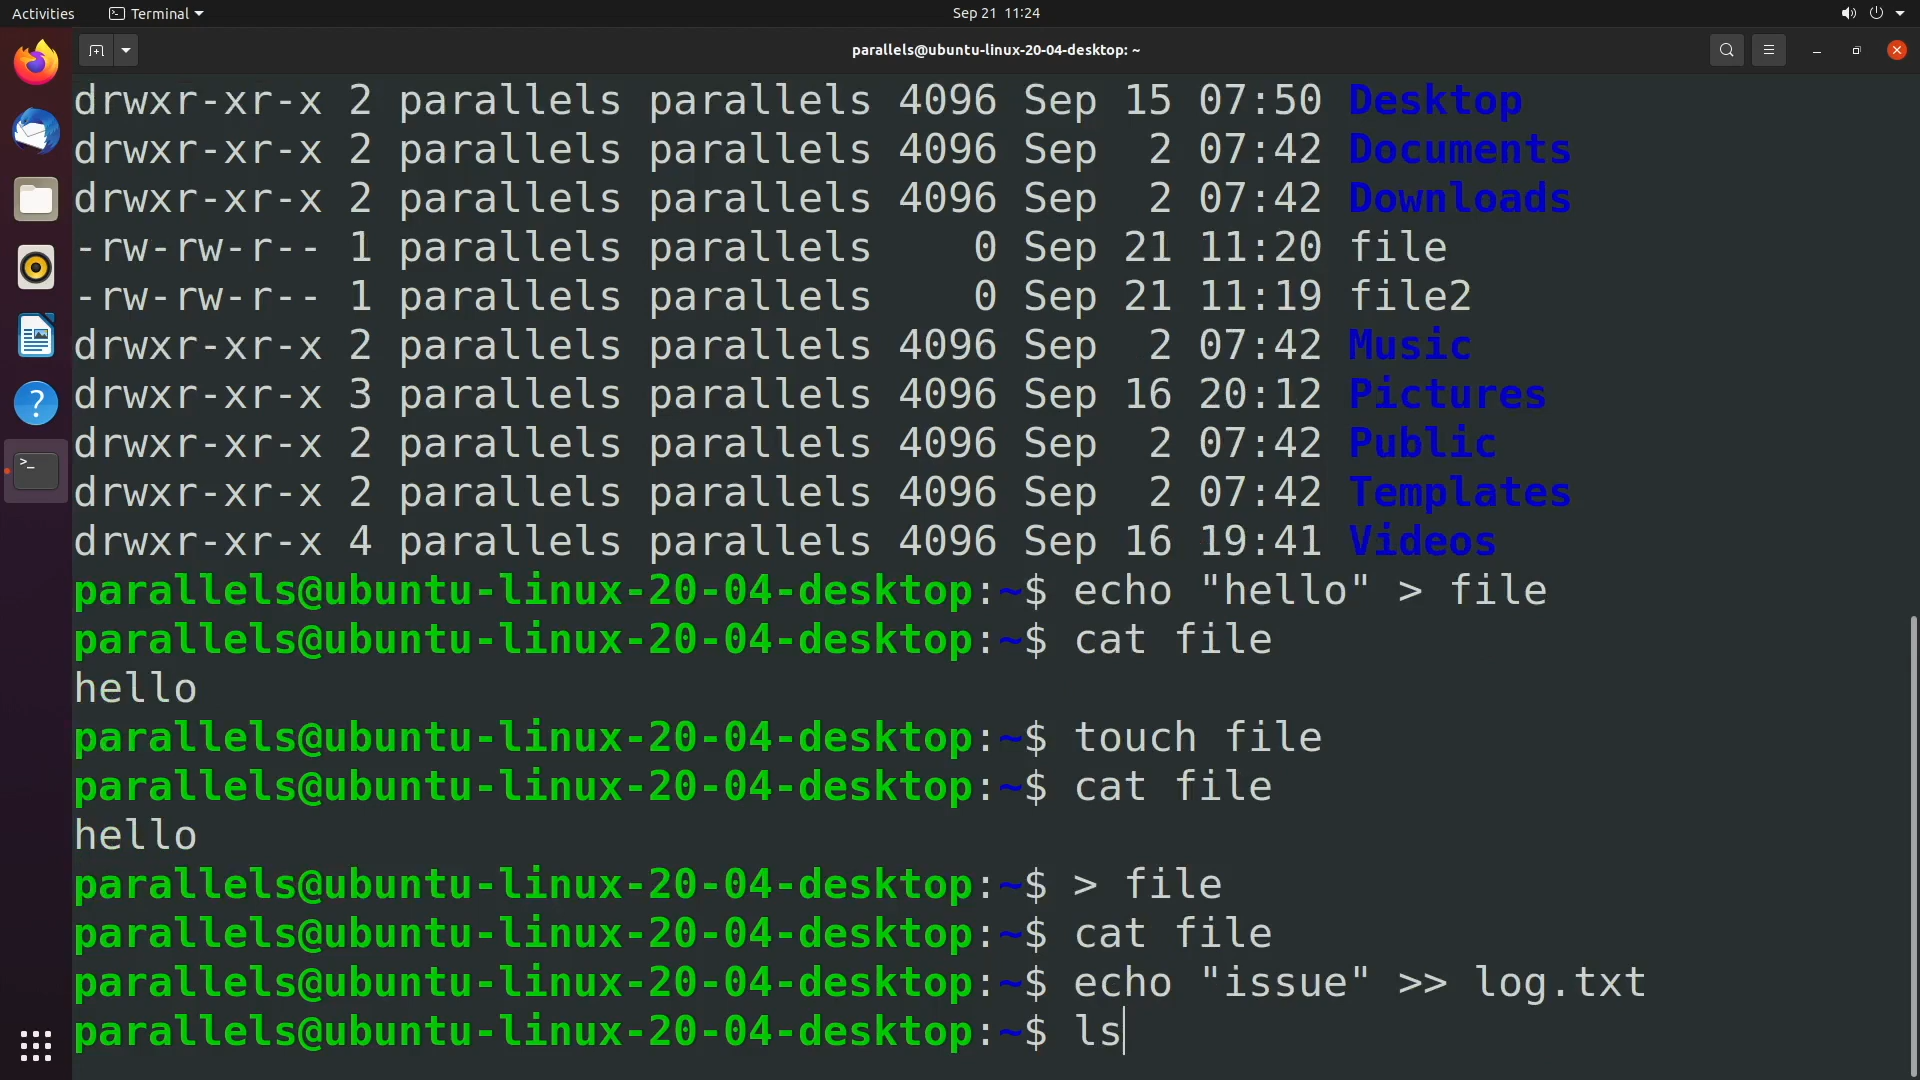 Activities Terminal Sep 21 11:24
parallels@ubuntu-linux-20-04-desktop: ~
drwxr-xr-x 2 parallels parallels 4096 Sep 15 07:50 Desktop
drwxr-xr-x 2 parallels parallels 4096 Sep  2 07:42 Documents
drwxr-xr-x 2 parallels parallels 4096 Sep  2 07:42 Downloads
-rw-rw-r-- 1 parallels parallels    0 Sep 21 11:20 file
-rw-rw-r-- 1 parallels parallels    0 Sep 21 11:19 file2
drwxr-xr-x 2 parallels parallels 4096 Sep  2 07:42 Music
drwxr-xr-x 3 parallels parallels 4096 Sep 16 20:12 Pictures
drwxr-xr-x 2 parallels parallels 4096 Sep  2 07:42 Public
drwxr-xr-x 2 parallels parallels 4096 Sep  2 07:42 Templates
drwxr-xr-x 4 parallels parallels 4096 Sep 16 19:41 Videos
parallels@ubuntu-linux-20-04-desktop:~$ echo "hello" > file
parallels@ubuntu-linux-20-04-desktop:~$ cat file
hello
parallels@ubuntu-linux-20-04-desktop:~$ touch file
parallels@ubuntu-linux-20-04-desktop:~$ cat file
hello
parallels@ubuntu-linux-20-04-desktop:~$ > file
parallels@ubuntu-linux-20-04-desktop:~$ cat file
parallels@ubuntu-linux-20-04-desktop:~$ echo "issue" >> log.txt
parallels@ubuntu-linux-20-04-desktop:~$ ls